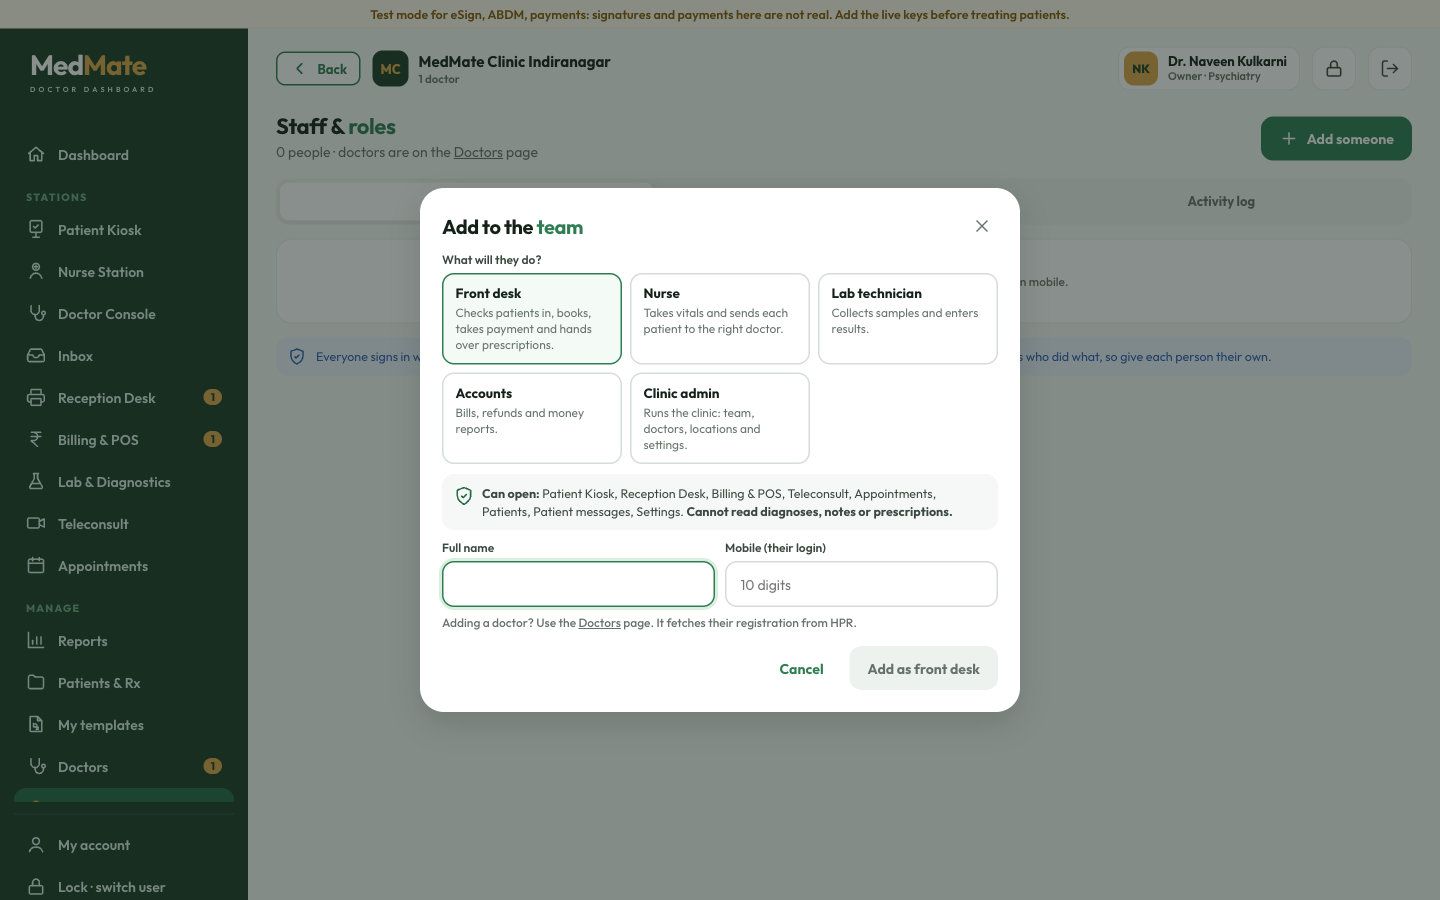 Test mode for eSign, ABDM, payments: signatures and payments here are not real. Add the live keys before treating patients.
MedMate
DOCTOR DASHBOARD
Dashboard
STATIONS
Patient Kiosk
Nurse Station
Doctor Console
Inbox
Reception Desk 1
Billing & POS 1
Lab & Diagnostics
Teleconsult
Appointments
MANAGE
Reports
Patients & Rx
My templates
Doctors 1
My account
Lock · switch user
Back
MC
MedMate Clinic Indiranagar
1 doctor
NK
Dr. Naveen Kulkarni
Owner · Psychiatry
Staff & roles
0 people · doctors are on the Doctors page
Add someone
Activity log
n mobile.
Everyone signs in w
s who did what, so give each person their own.
Add to the team
What will they do?
Front desk
Checks patients in, books,
takes payment and hands
over prescriptions.
Nurse
Takes vitals and sends each
patient to the right doctor.
Lab technician
Collects samples and enters
results.
Accounts
Bills, refunds and money
reports.
Clinic admin
Runs the clinic: team,
doctors, locations and
settings.
Can open: Patient Kiosk, Reception Desk, Billing & POS, Teleconsult, Appointments,
Patients, Patient messages, Settings. Cannot read diagnoses, notes or prescriptions.
Full name
Mobile (their login)
10 digits
Adding a doctor? Use the Doctors page. It fetches their registration from HPR.
Cancel
Add as front desk